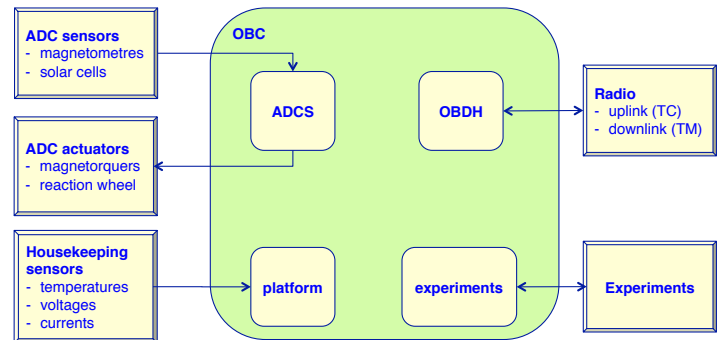 ADC sensors
- magnetometres
- solar cells
OBC
ADCS
OBDH
Radio
- uplink (TC)
- downlink (TM)
ADC actuators
- magnetorquers
- reaction wheel
Housekeeping
sensors
- temperatures
- voltages
- currents
platform
experiments
Experiments